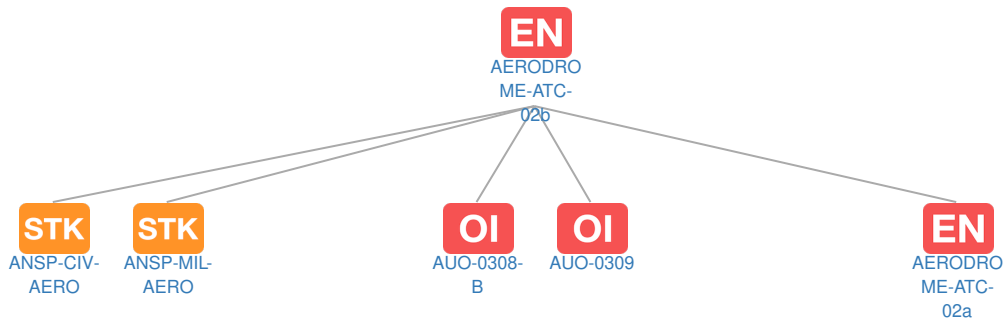 EN
AERODRO
ME-ATC-
02b
STK
ANSP-CIV-
AERO
STK
ANSP-MIL-
AERO
OI
AUO-0308-
B
OI
AUO-0309
EN
AERODRO
ME-ATC-
02a